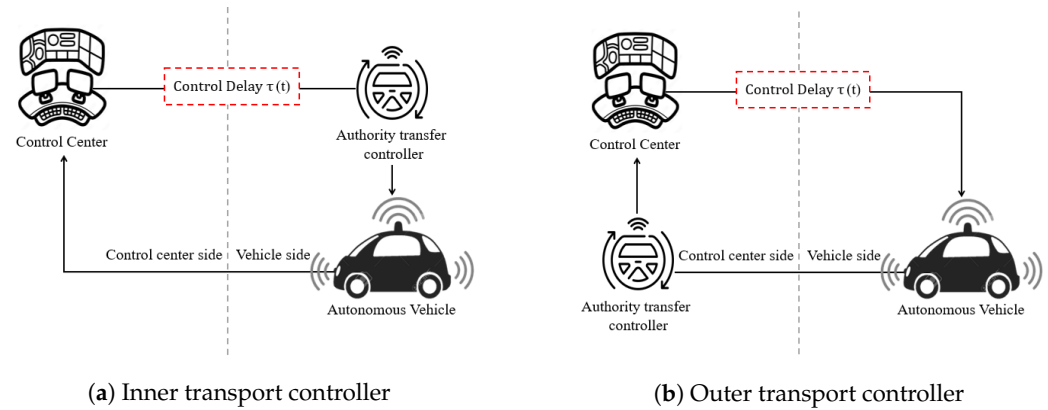 Control Delay τ (t)
Control Center
Authority transfer
controller
Control center side
Vehicle side
Autonomous Vehicle
(a) Inner transport controller
Control Delay τ (t)
Control Center
Control center side
Vehicle side
Authority transfer
controller
Autonomous Vehicle
(b) Outer transport controller